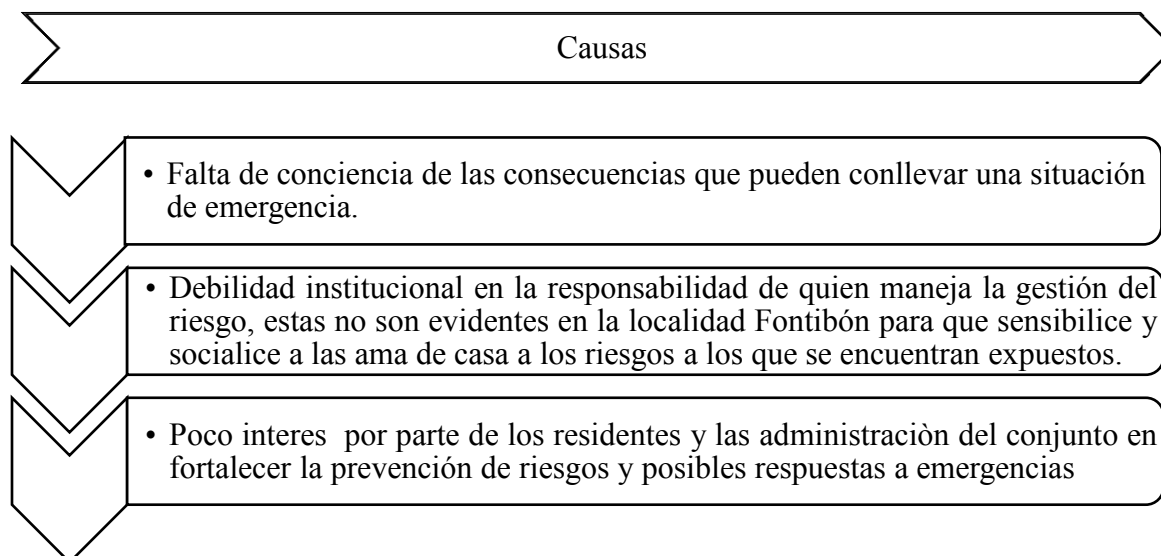 Causas
• Falta de conciencia de las consecuencias que pueden conllevar una situación
de emergencia.
• Debilidad institucional en la responsabilidad de quien maneja la gestión del
riesgo, estas no son evidentes en la localidad Fontibón para que sensibilice y
socialice a las ama de casa a los riesgos a los que se encuentran expuestos.
• Poco interes por parte de los residentes y las administraciòn del conjunto en
fortalecer la prevención de riesgos y posibles respuestas a emergencias